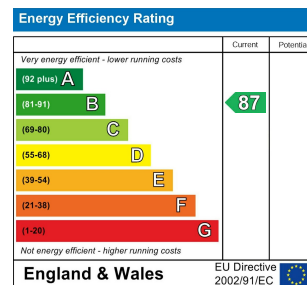 Energy Efficiency Rating
Current Potentia
Very energy efficient - lower running costs
(92 plus) A
(81-91) B 87
(69-80) C
(55-68) D
(39-54) E
(21-38) F
(1-20) G
Not energy efficient - higher running costs
England & Wales
EU Directive
2002/91/EC